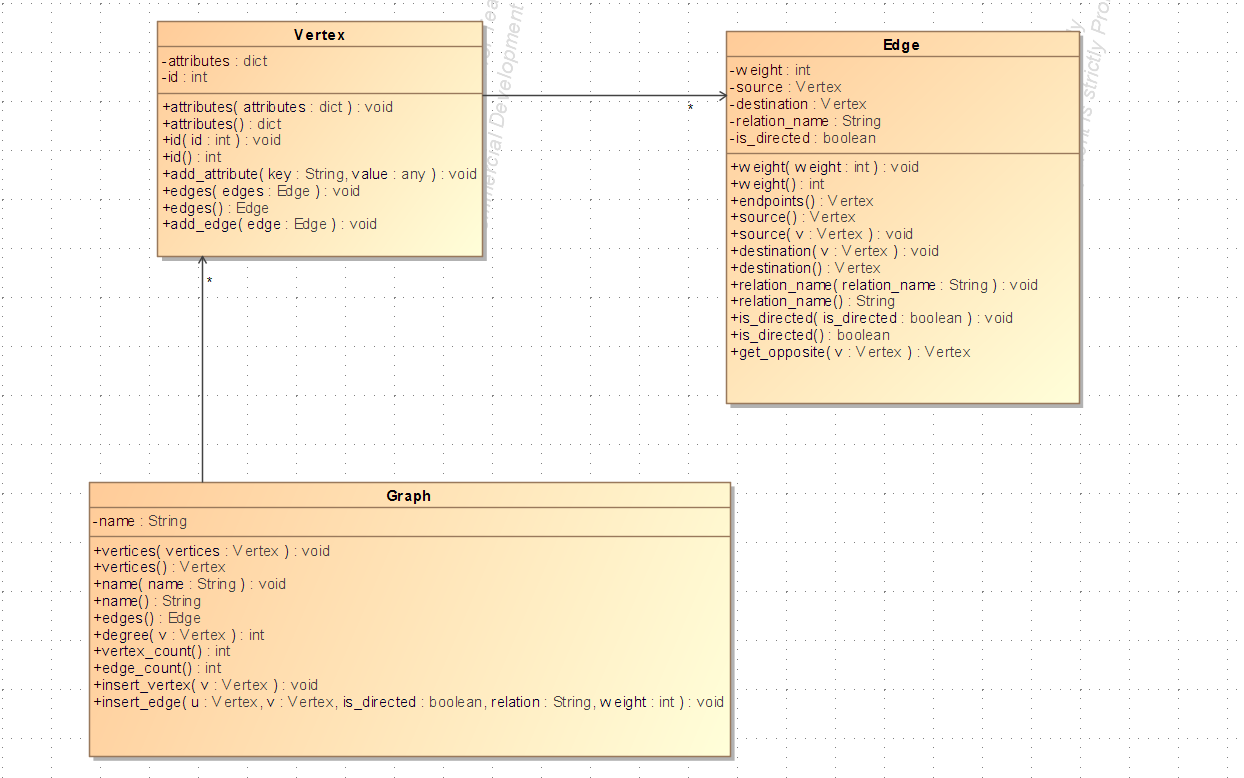 Vertex
-attributes : dict
-id : int
+attributes( attributes : dict ) : void
+attributes() : dict
+id( id : int ) : void
+id() : int
+add_attribute( key : String, value : any ) : void
+edges( edges : Edge ) : void
+edges() : Edge
+add_edge( edge : Edge ) : void
*
Edge
-weight : int
-source : Vertex
-destination : Vertex
-relation_name : String
-is_directed : boolean
+weight( weight : int ) : void
+weight() : int
+endpoints() : Vertex
+source() : Vertex
+source( v : Vertex ) : void
+destination( v : Vertex ) : void
+destination() : Vertex
+relation_name( relation_name : String ) : void
+relation_name() : String
+is_directed( is_directed : boolean ) : void
+is_directed() : boolean
+get_opposite( v : Vertex ) : Vertex
*
Graph
-name : String
+vertices( vertices : Vertex ) : void
+vertices() : Vertex
+name( name : String ) : void
+name() : String
+edges() : Edge
+degree( v : Vertex ) : int
+vertex_count() : int
+edge_count() : int
+insert_vertex( v : Vertex ) : void
+insert_edge( u : Vertex, v : Vertex, is_directed : boolean, relation : String, weight : int ) : void
Development
is strictly